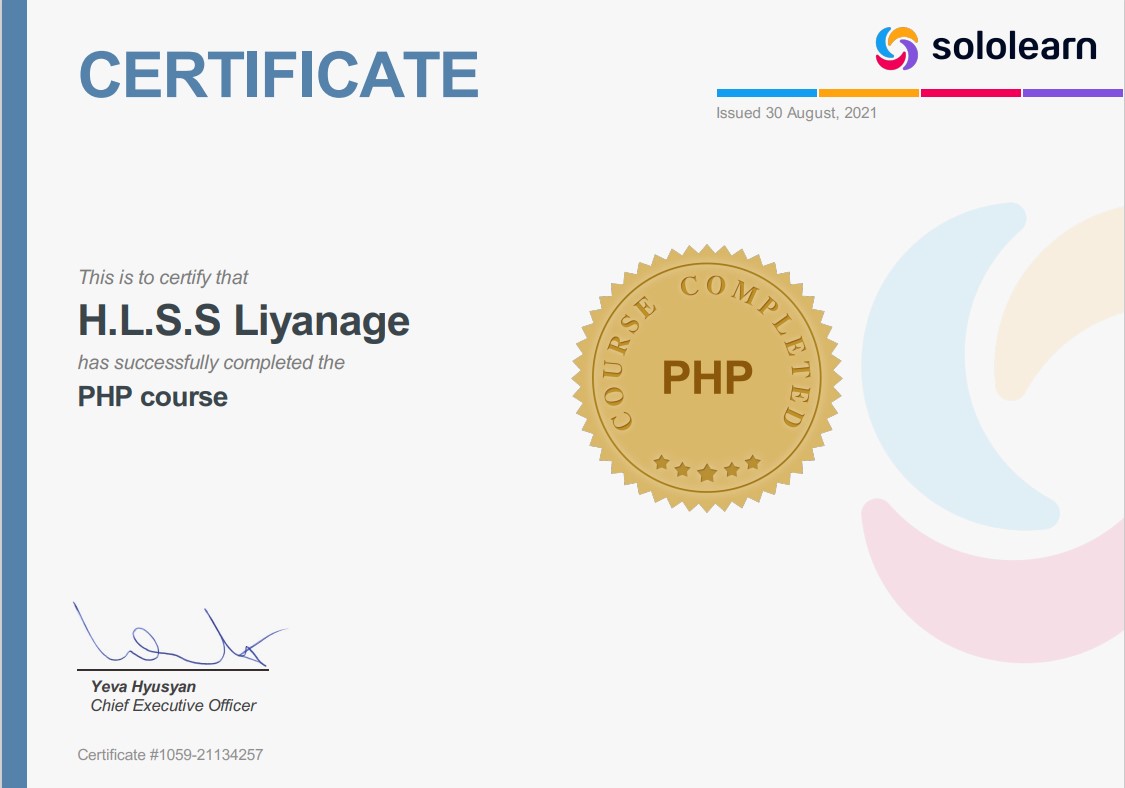 CERTIFICATE
sololearn
Issued 30 August, 2021
This is to certify that
H.L.S.S Liyanage
has successfully completed the
PHP course
COURSE COMPLETED
PHP
Yeva Hyusyan
Chief Executive Officer
Certificate #1059-21134257